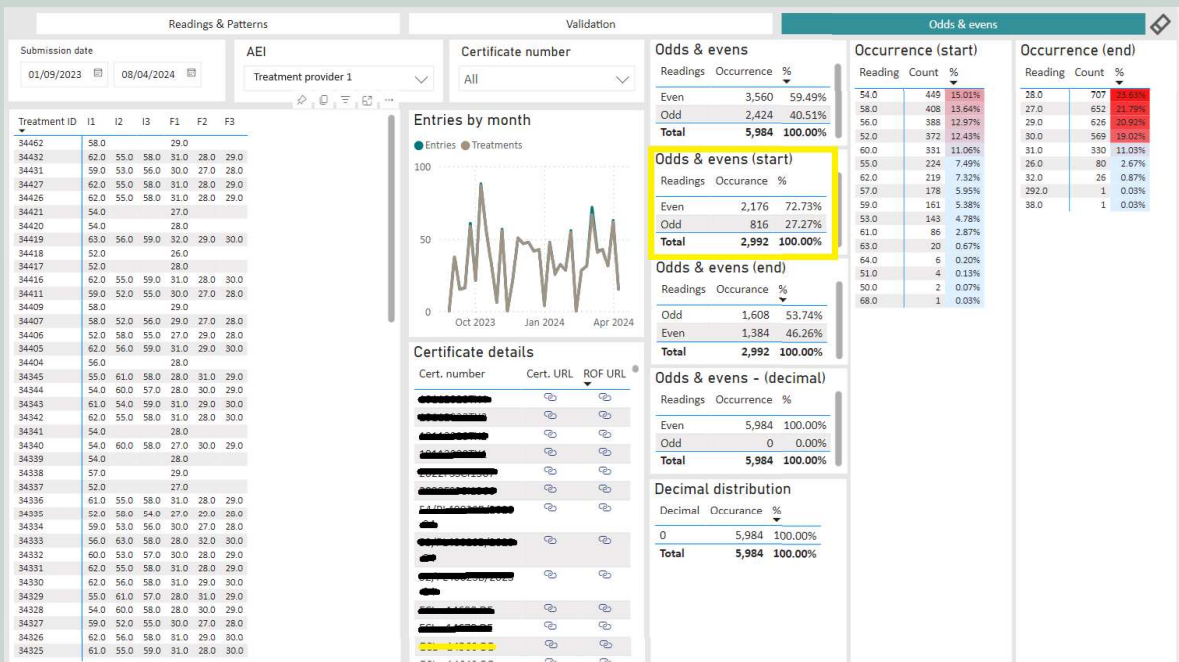 Readings & Patterns
Validation
Odds & evens
Submission date
01/09/2023 08/04/2024
AEI
Treatment provider 1
Certificate number
All
Treatment ID I1 I2 I3 F1 F2 F3
34462 58.0 29.0
34432 62.0 55.0 58.0 31.0 28.0 29.0
34431 59.0 53.0 56.0 30.0 27.0 28.0
34427 62.0 55.0 58.0 31.0 28.0 29.0
34426 62.0 55.0 58.0 31.0 28.0 29.0
34421 54.0 27.0
34420 54.0 28.0
34419 63.0 56.0 59.0 32.0 29.0 30.0
34418 52.0 26.0
34417 52.0 28.0
34416 62.0 55.0 59.0 31.0 28.0 30.0
34411 59.0 52.0 55.0 30.0 27.0 28.0
34409 58.0 29.0
34407 58.0 52.0 56.0 29.0 27.0 28.0
34406 52.0 58.0 55.0 27.0 29.0 28.0
34405 62.0 56.0 59.0 31.0 29.0 30.0
34404 56.0 28.0
34345 55.0 61.0 58.0 28.0 31.0 29.0
34344 54.0 60.0 57.0 28.0 30.0 29.0
34343 61.0 54.0 59.0 31.0 29.0 30.0
34342 62.0 55.0 58.0 31.0 28.0 30.0
34341 54.0 28.0
34340 54.0 60.0 58.0 27.0 30.0 29.0
34339 54.0 28.0
34338 57.0 29.0
34337 52.0 27.0
34336 61.0 55.0 58.0 31.0 28.0 29.0
34335 52.0 58.0 54.0 27.0 29.0 28.0
34334 59.0 53.0 56.0 30.0 27.0 28.0
34333 56.0 63.0 58.0 28.0 32.0 30.0
34332 60.0 53.0 57.0 30.0 28.0 29.0
34331 62.0 55.0 58.0 31.0 28.0 29.0
34330 62.0 56.0 58.0 31.0 29.0 30.0
34329 55.0 61.0 57.0 28.0 31.0 29.0
34328 54.0 60.0 58.0 28.0 30.0 29.0
34327 59.0 52.0 55.0 30.0 27.0 28.0
34326 62.0 56.0 58.0 31.0 29.0 30.0
34325 61.0 55.0 59.0 31.0 28.0 30.0
Entries by month
Entries Treatments
100
50
0
Oct 2023 Jan 2024 Apr 2024
Certificate details
Cert. number Cert. URL ROF URL
Odds & evens
Readings Occurrence %
Even 3,560 59.49%
Odd 2,424 40.51%
Total 5,984 100.00%
Odds & evens (start)
Readings Occurance %
Even 2,176 72.73%
Odd 816 27.27%
Total 2,992 100.00%
Odds & evens (end)
Readings Occurance %
Odd 1,608 53.74%
Even 1,384 46.26%
Total 2,992 100.00%
Odds & evens - (decimal)
Readings Occurance %
Even 5,984 100.00%
Odd 0 0.00%
Total 5,984 100.00%
Decimal distribution
Decimal Occurance %
0 5,984 100.00%
Total 5,984 100.00%
Occurrence (start)
Reading Count %
54.0 449 15.01%
58.0 408 13.64%
56.0 388 12.97%
52.0 372 12.43%
60.0 331 11.06%
55.0 224 7.49%
62.0 219 7.32%
57.0 178 5.95%
59.0 161 5.38%
53.0 143 4.78%
61.0 86 2.87%
63.0 20 0.67%
64.0 6 0.20%
51.0 4 0.13%
50.0 2 0.07%
68.0 1 0.03%
Occurrence (end)
Reading Count %
28.0 707 23.63%
27.0 652 21.79%
29.0 626 20.92%
30.0 569 19.02%
31.0 330 11.03%
26.0 80 2.67%
32.0 26 0.87%
292.0 1 0.03%
38.0 1 0.03%